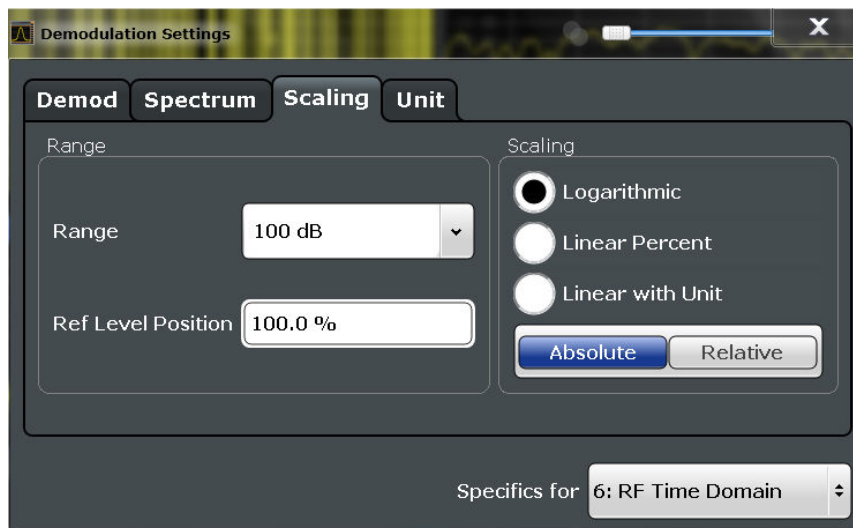 Demodulation Settings
X
Demod Spectrum Scaling Unit
Range
Range 100 dB
Ref Level Position 100.0 %
Scaling
Logarithmic
Linear Percent
Linear with Unit
Absolute Relative
Specifics for 6: RF Time Domain